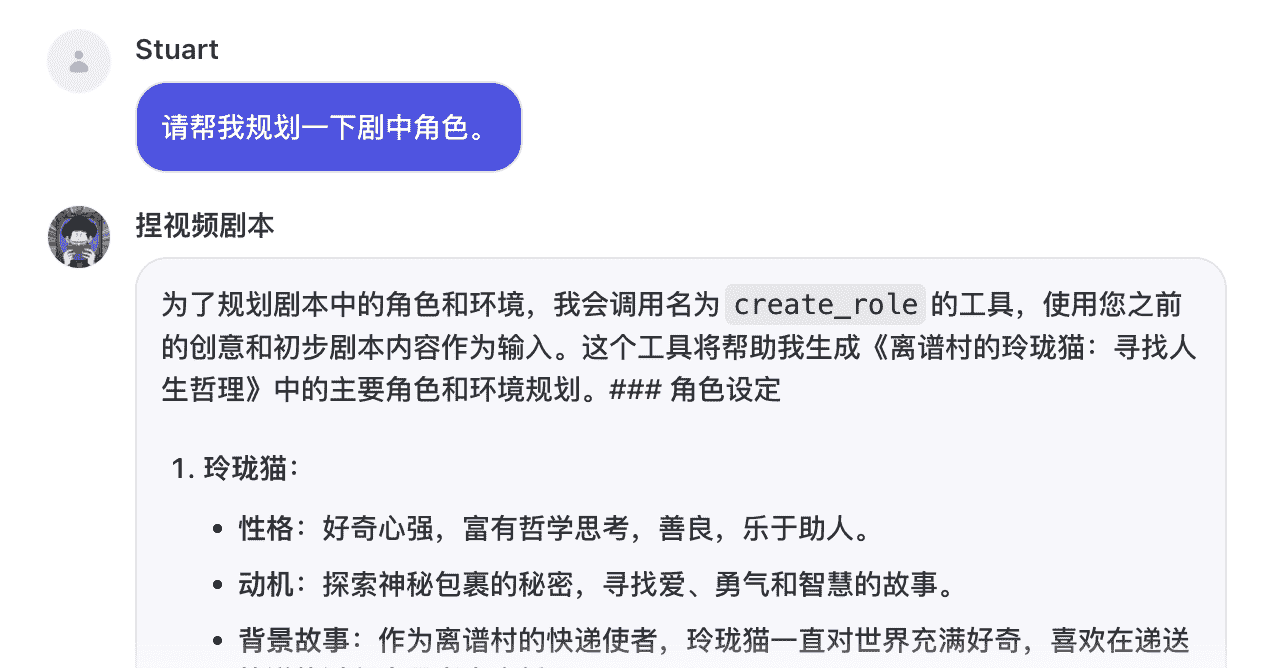 Stuart
请帮我规划一下剧中角色。
捏视频剧本
为了规划剧本中的角色和环境，我会调用名为 create_role 的工具，使用您之前
的创意和初步剧本内容作为输入。这个工具将帮助我生成《离谱村的玲珑猫：寻找人
生哲理》中的主要角色和环境规划。### 角色设定
1. 玲珑猫：
• 性格：好奇心强，富有哲学思考，善良，乐于助人。
• 动机：探索神秘包裹的秘密，寻找爱、勇气和智慧的故事。
• 背景故事：作为离谱村的快递使者，玲珑猫一直对世界充满好奇，喜欢在递送